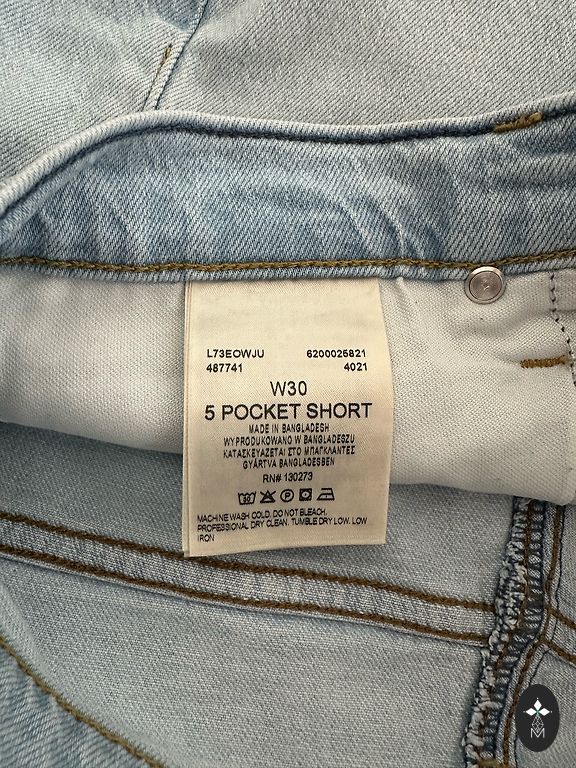 L73EOWJU 6200025821
487741 4021
W30
5 POCKET SHORT
MADE IN BANGLADESH
WYPRODUKOWANO W BANGLADESZU
ΚΑΤΑΣΚΕΥΑΖΕΤΑΙ ΣΤΟ ΜΠΑΓΚΛΑΝΤΕΣ
GYÁRTVA BANGLADESBEN
RN# 130273
30 P
MACHINE WASH COLD. DO NOT BLEACH.
PROFESSIONAL DRY CLEAN. TUMBLE DRY LOW. LOW
IRON
M